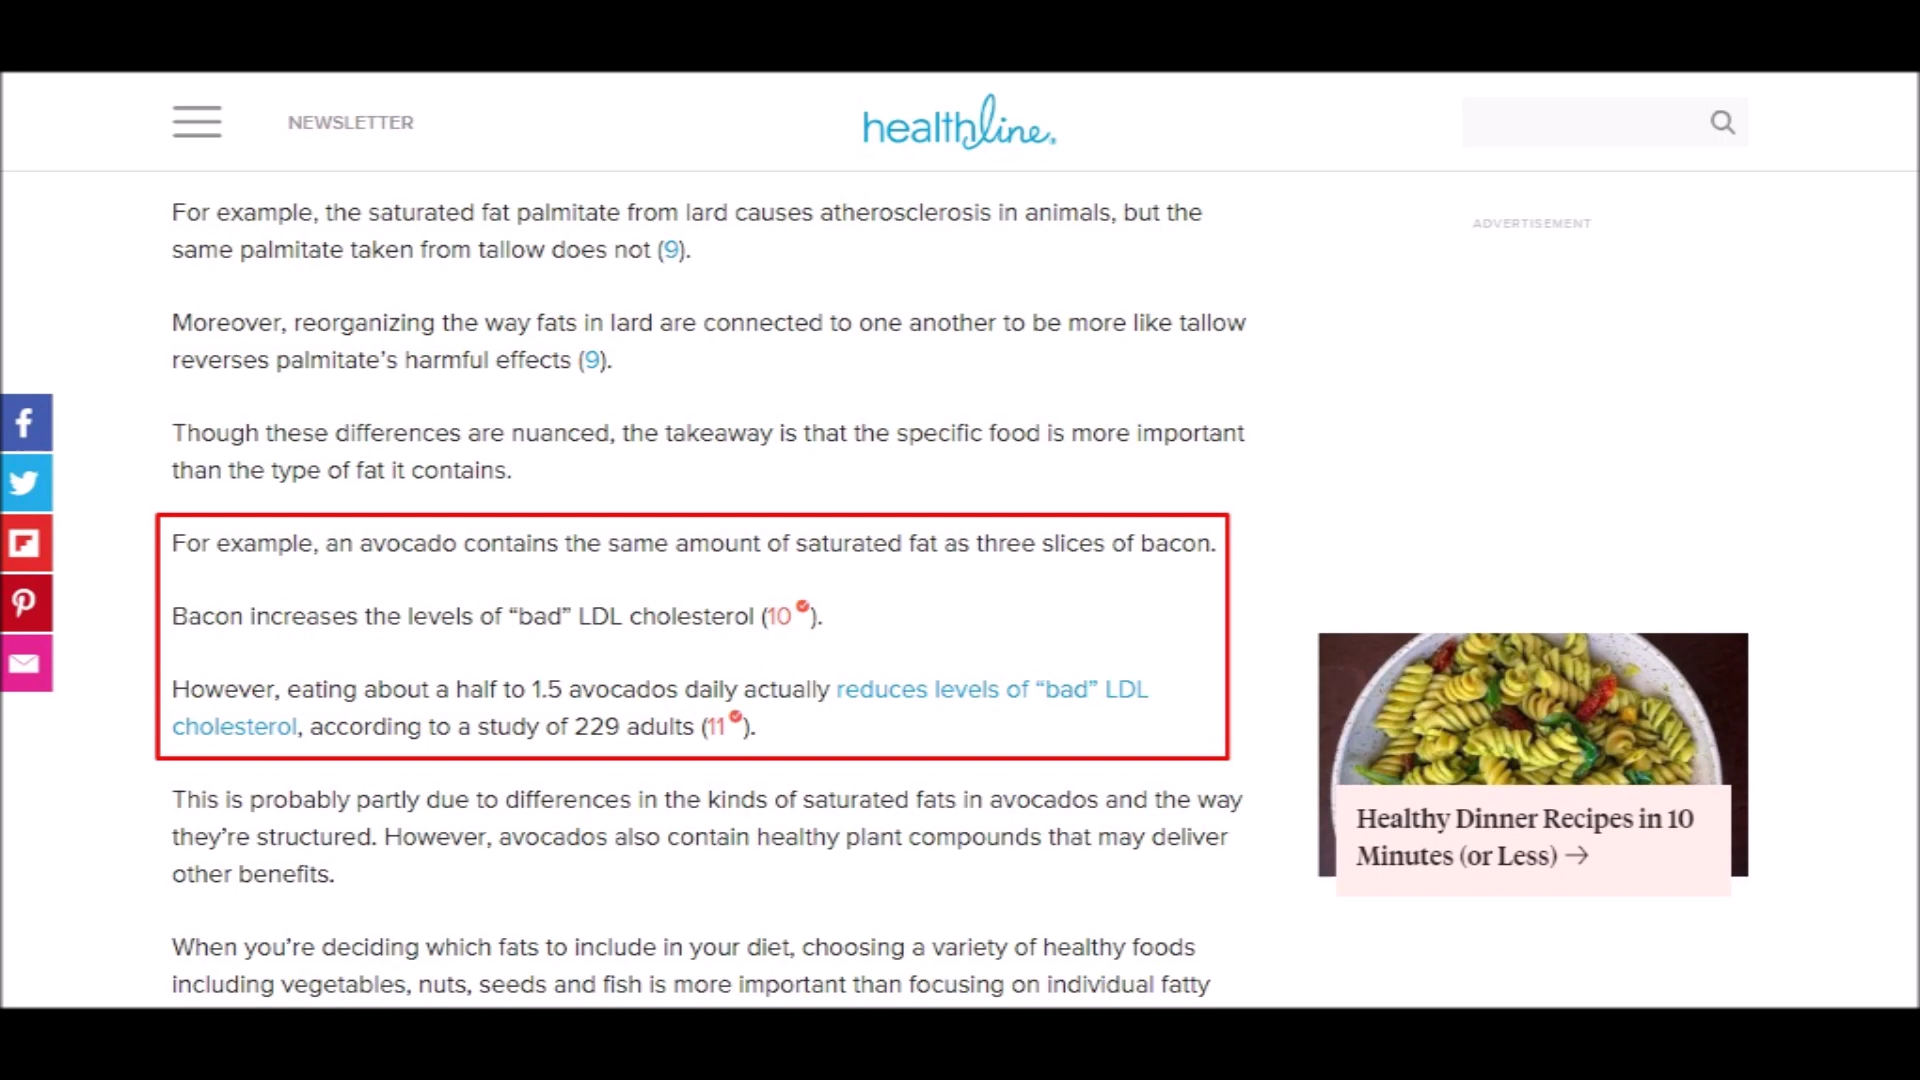 NEWSLETTER
healthline
ADVERTISEMENT
For example, the saturated fat palmitate from lard causes atherosclerosis in animals, but the
same palmitate taken from tallow does not (9).
Moreover, reorganizing the way fats in lard are connected to one another to be more like tallow
reverses palmitate’s harmful effects (9).
Though these differences are nuanced, the takeaway is that the specific food is more important
than the type of fat it contains.
For example, an avocado contains the same amount of saturated fat as three slices of bacon.
Bacon increases the levels of “bad” LDL cholesterol (10).
However, eating about a half to 1.5 avocados daily actually reduces levels of “bad” LDL
cholesterol, according to a study of 229 adults (11).
This is probably partly due to differences in the kinds of saturated fats in avocados and the way
they’re structured. However, avocados also contain healthy plant compounds that may deliver
other benefits.
When you’re deciding which fats to include in your diet, choosing a variety of healthy foods
including vegetables, nuts, seeds and fish is more important than focusing on individual fatty
Healthy Dinner Recipes in 10
Minutes (or Less) →